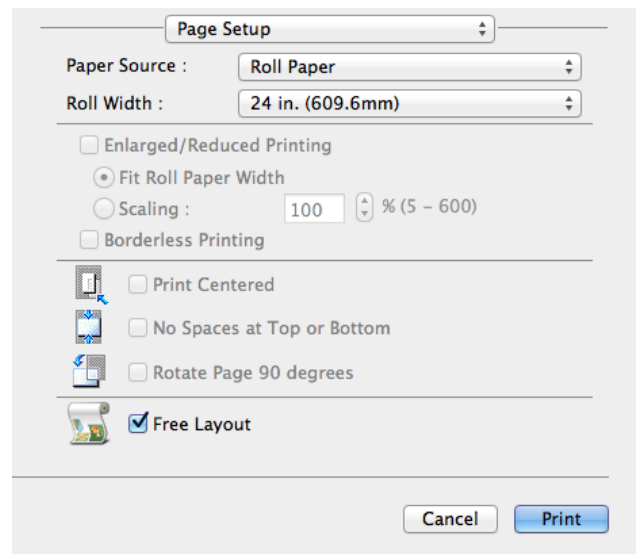 Page Setup
Paper Source : Roll Paper
Roll Width : 24 in. (609.6mm)
Enlarged/Reduced Printing
Fit Roll Paper Width
Scaling : 100 % (5 – 600)
Borderless Printing
Print Centered
No Spaces at Top or Bottom
Rotate Page 90 degrees
Free Layout
Cancel Print